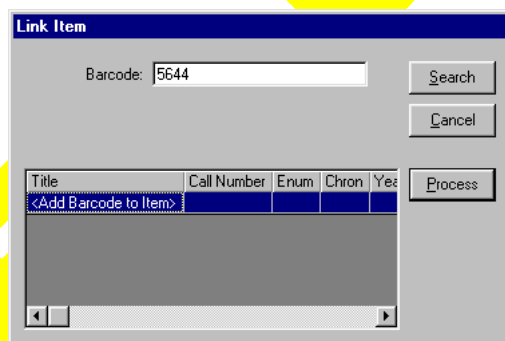 Link Item
Barcode: 5644
Search
Cancel
Process
Title Call Number Enum Chron Yea
<Add Barcode to Item>